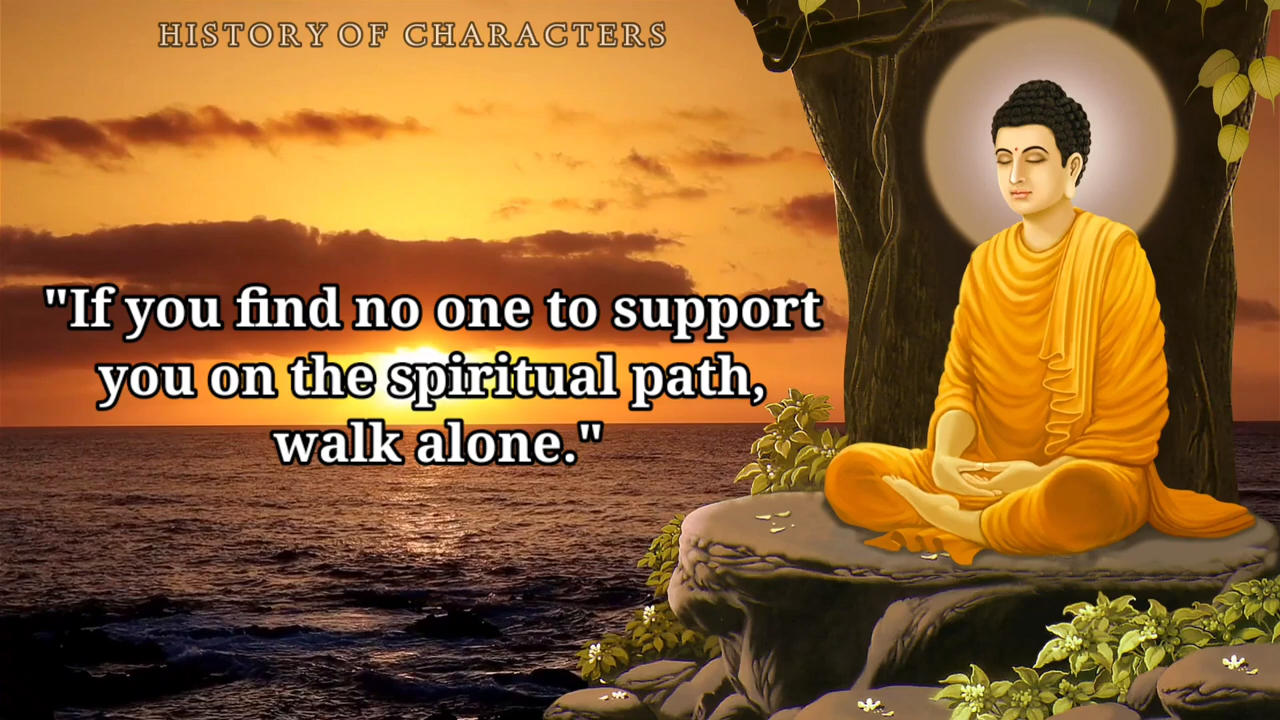 HISTORY OF CHARACTERS
"If you find no one to support
you on the spiritual path,
walk alone."